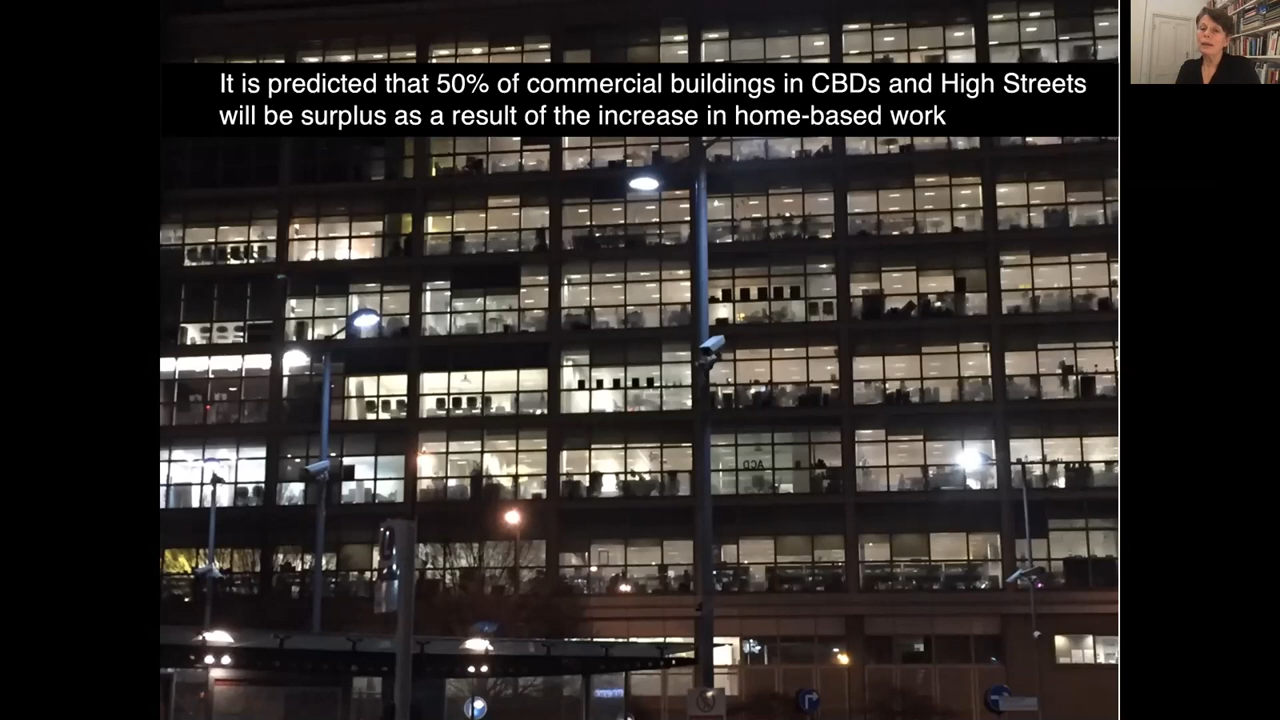 It is predicted that 50% of commercial buildings in CBDs and High Streets
will be surplus as a result of the increase in home-based work